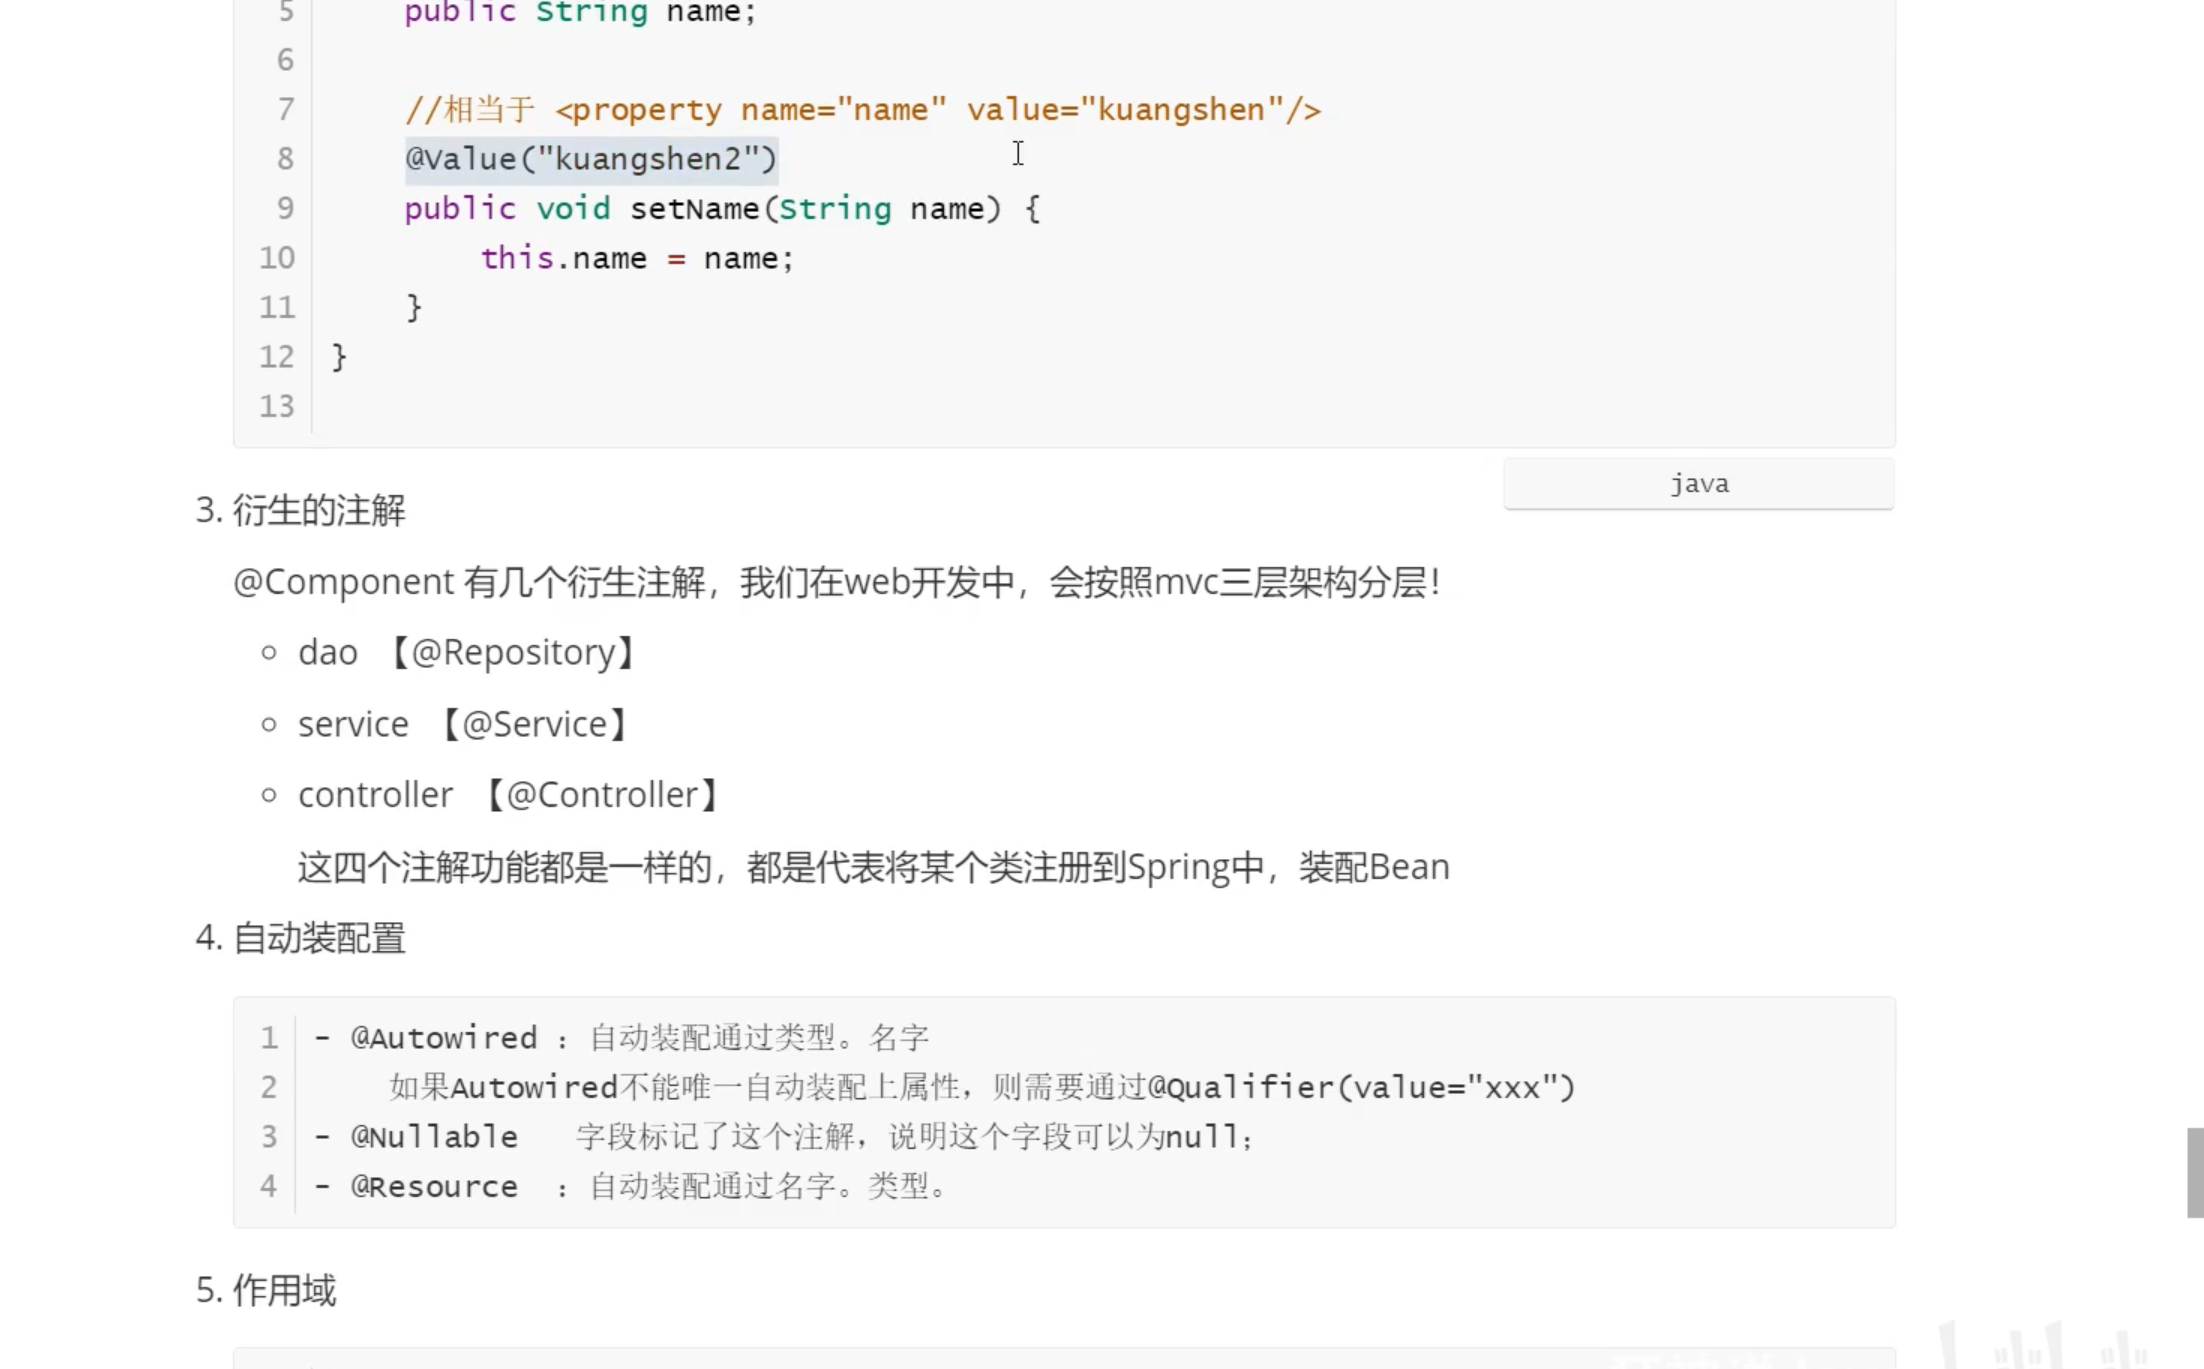 5 public String name;
6
7 //相当于 <property name="name" value="kuangshen"/>
8 @Value("kuangshen2")
9 public void setName(String name) {
10 this.name = name;
11 }
12 }
13
java
3. 衍生的注解
@Component 有几个衍生注解，我们在web开发中，会按照mvc三层架构分层！
dao 【@Repository】
service 【@Service】
controller 【@Controller】
这四个注解功能都是一样的，都是代表将某个类注册到Spring中，装配Bean
4. 自动装配置
1 - @Autowired ：自动装配通过类型。名字
2 如果Autowired不能唯一自动装配上属性，则需要通过@Qualifier(value="xxx")
3 - @Nullable 字段标记了这个注解，说明这个字段可以为null；
4 - @Resource ：自动装配通过名字。类型。
5. 作用域